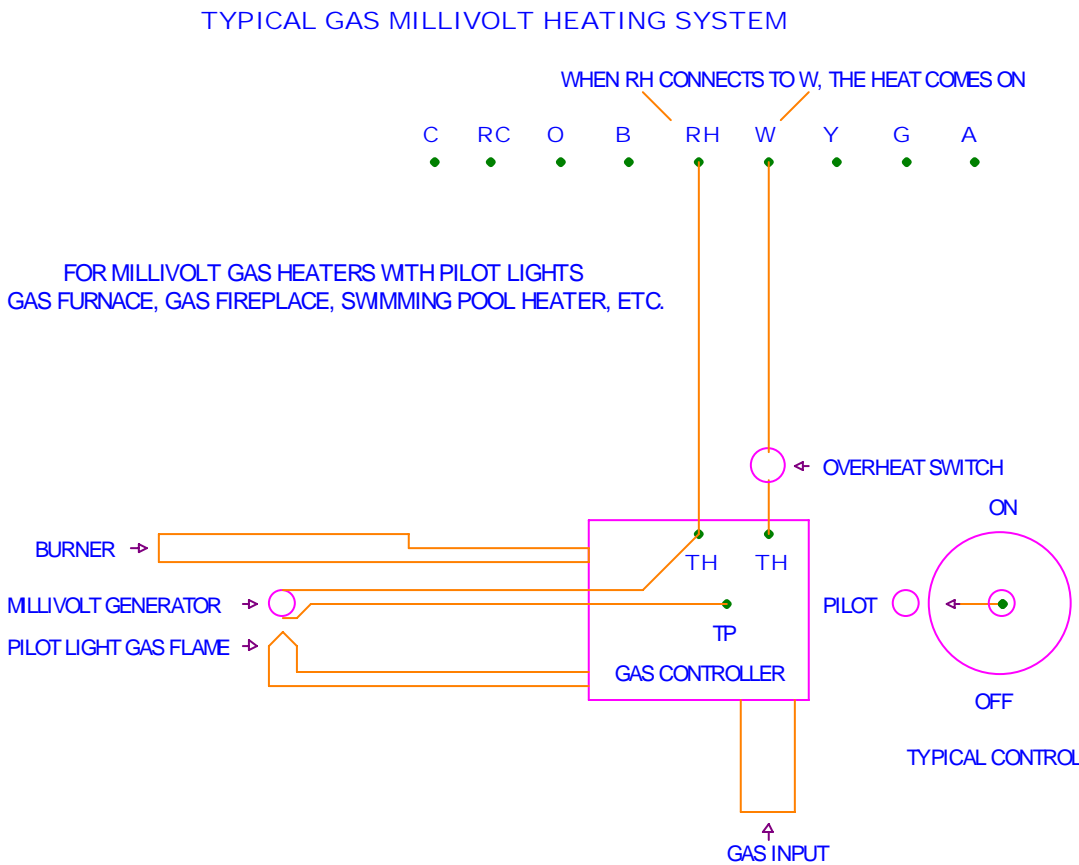 TYPICAL GAS MILLIVOLT HEATING SYSTEM
WHEN RH CONNECTS TO W, THE HEAT COMES ON
C RC O B RH W Y G A
FOR MILLIVOLT GAS HEATERS WITH PILOT LIGHTS
GAS FURNACE, GAS FIREPLACE, SWIMMING POOL HEATER, ETC.
OVERHEAT SWITCH
ON
BURNER
TH TH
MILLIVOLT GENERATOR
PILOT
TP
PILOT LIGHT GAS FLAME
GAS CONTROLLER
OFF
TYPICAL CONTROL
GAS INPUT